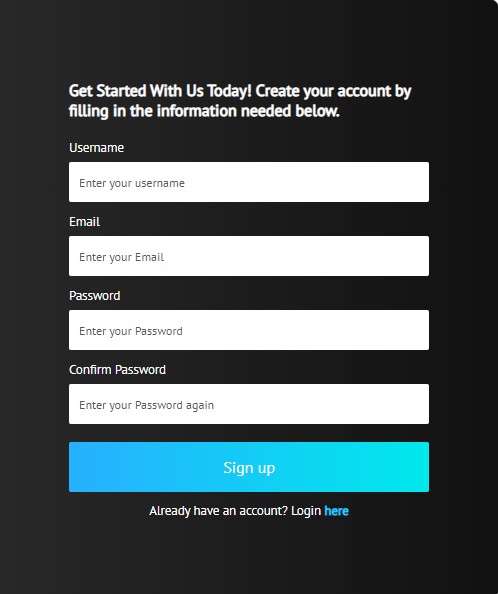 Get Started With Us Today! Create your account by
filling in the information needed below.
Username
Enter your username
Email
Enter your Email
Password
Enter your Password
Confirm Password
Enter your Password again
Sign up
Already have an account? Login here